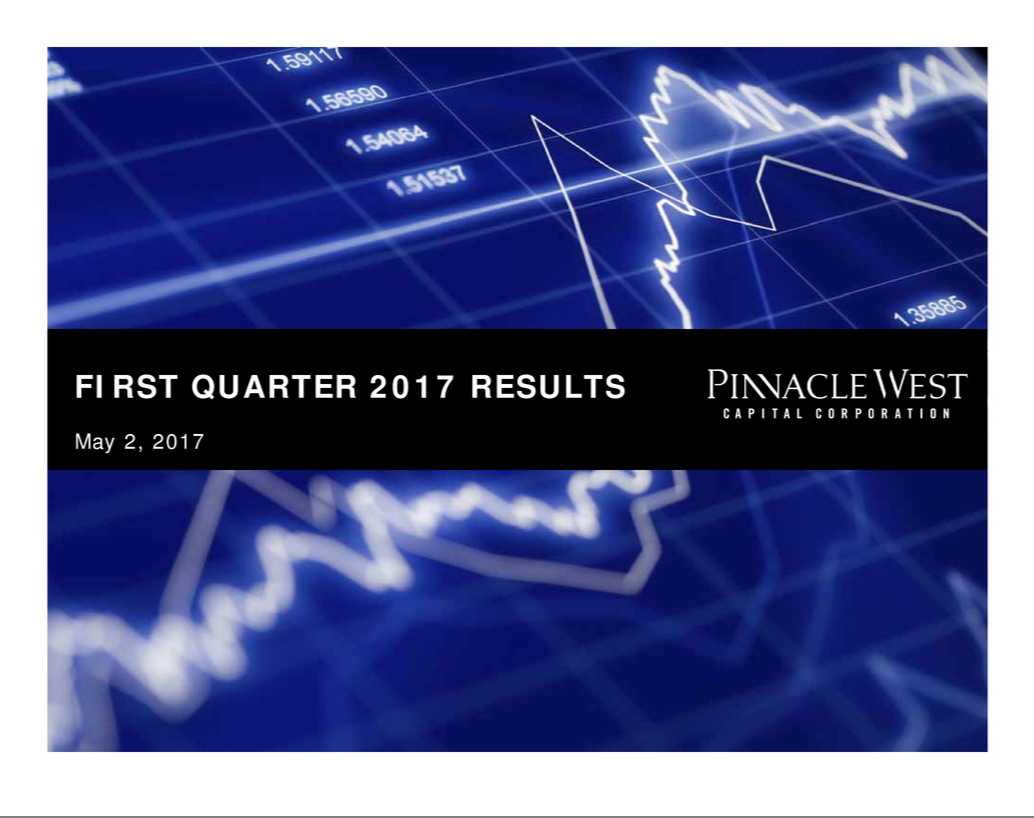 1.59117
1.56590
1.54064
1.51537
1.35885
FIRST QUARTER 2017 RESULTS
PINNACLE WEST
CAPITAL CORPORATION
May 2, 2017